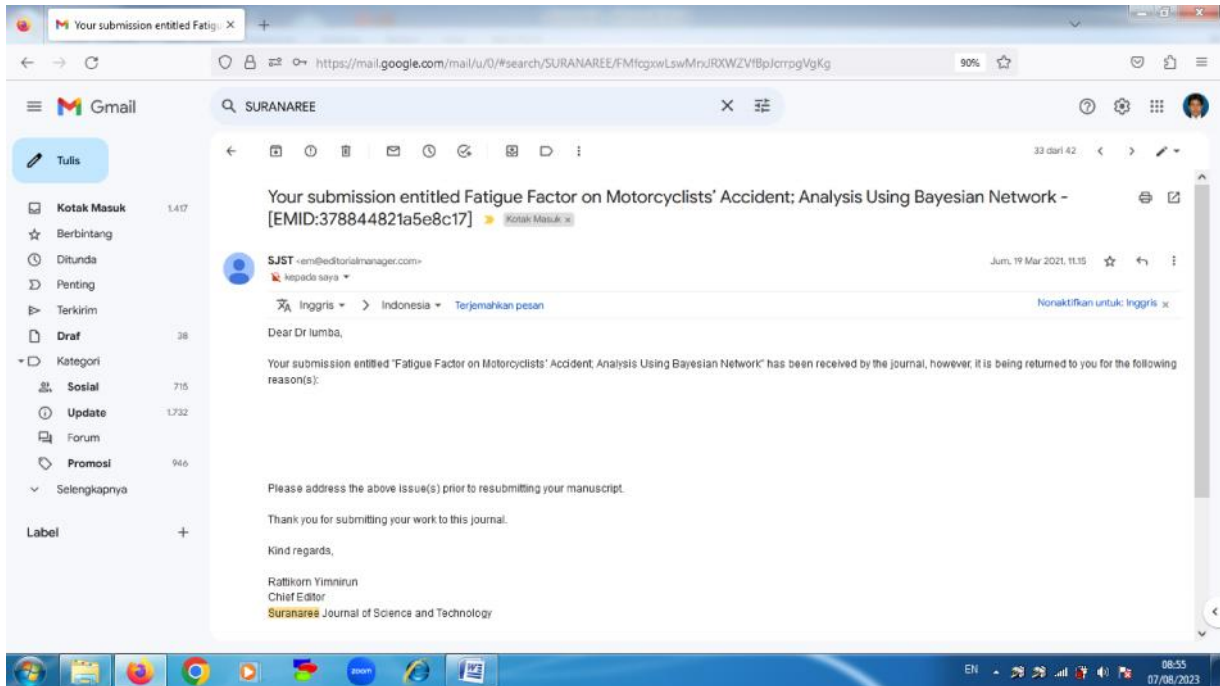 Your submission entitled Fatigu
https://mail.google.com/mail/u/0/#search/SURANAREE/
90%
Gmail
SURANAREE
Tulis
33 dari 42
Kotak Masuk 1.417
Berbintang
Ditunda
Penting
Terkirim
Draf 38
Kategori
Sosial 715
Update 1.732
Forum
Promosi 946
Selengkapnya
Label
Your submission entitled Fatigue Factor on Motorcyclists' Accident; Analysis Using Bayesian Network -
[EMID:378844821a5e8c17] Kotak Masuk x
SJST <em@editorialmanager.com> Jum, 19 Mar 2021, 11.15
kepada saya
Inggris > Indonesia Terjemahkan pesan Nonaktifkan untuk: Inggris x
Dear Dr lumba,
Your submission entitled "Fatigue Factor on Motorcyclists' Accident; Analysis Using Bayesian Network" has been received by the journal, however, it is being returned to you for the following
reason(s):
Please address the above issue(s) prior to resubmitting your manuscript.
Thank you for submitting your work to this journal.
Kind regards,
Rattikorn Yimnirun
Chief Editor
Suranaree Journal of Science and Technology
zoom
EN
08:55
07/08/2023